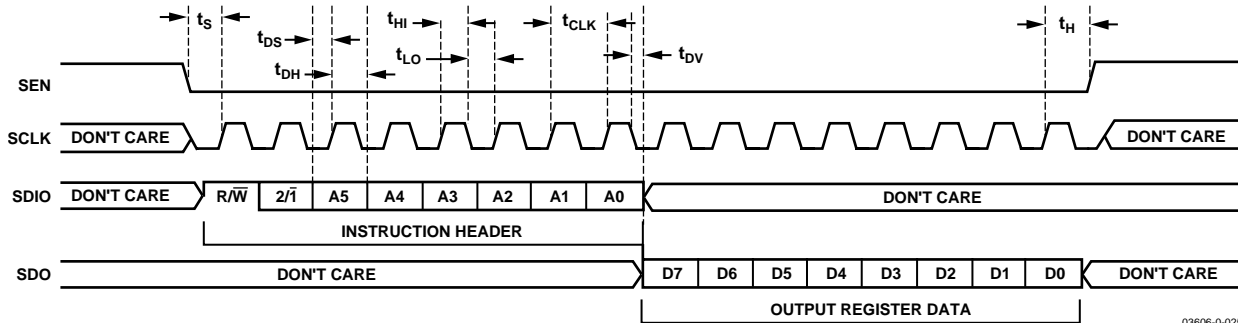 tS
tDS
tDH
tHI
tLO
tCLK
tDV
tH
SEN
SCLK DON'T CARE DON'T CARE
SDIO DON'T CARE R/W̅ 2/1̅ A5 A4 A3 A2 A1 A0 DON'T CARE
INSTRUCTION HEADER
SDO DON'T CARE D7 D6 D5 D4 D3 D2 D1 D0 DON'T CARE
OUTPUT REGISTER DATA